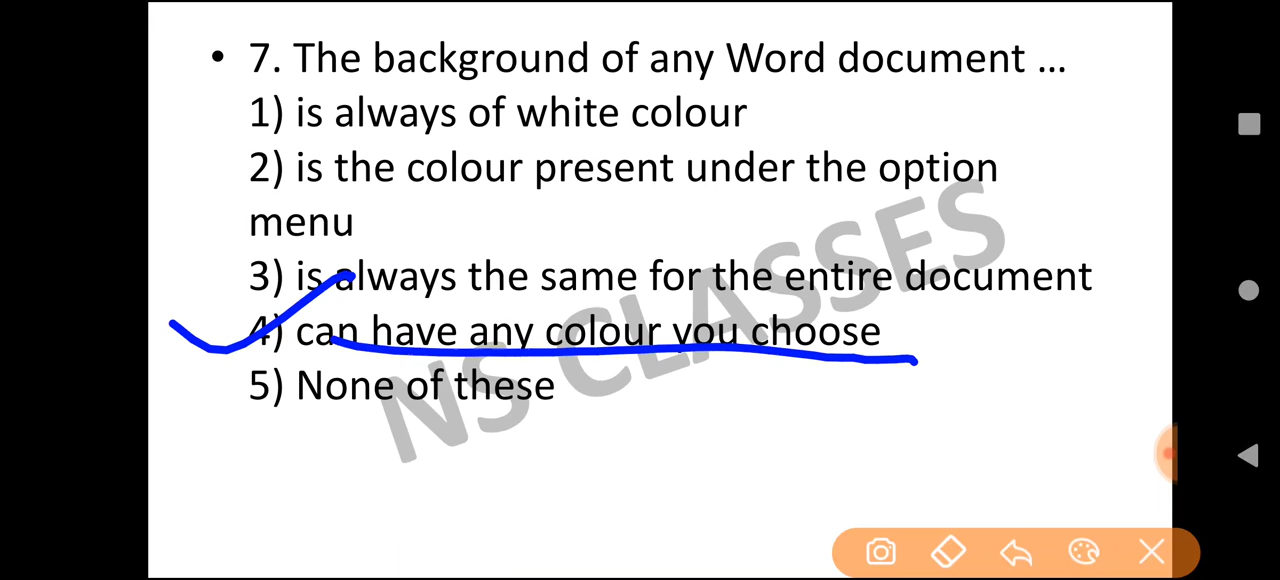 • 7. The background of any Word document ...
1) is always of white colour
2) is the colour present under the option
menu
3) is always the same for the entire document
4) can have any colour you choose
5) None of these
NS CLASSES